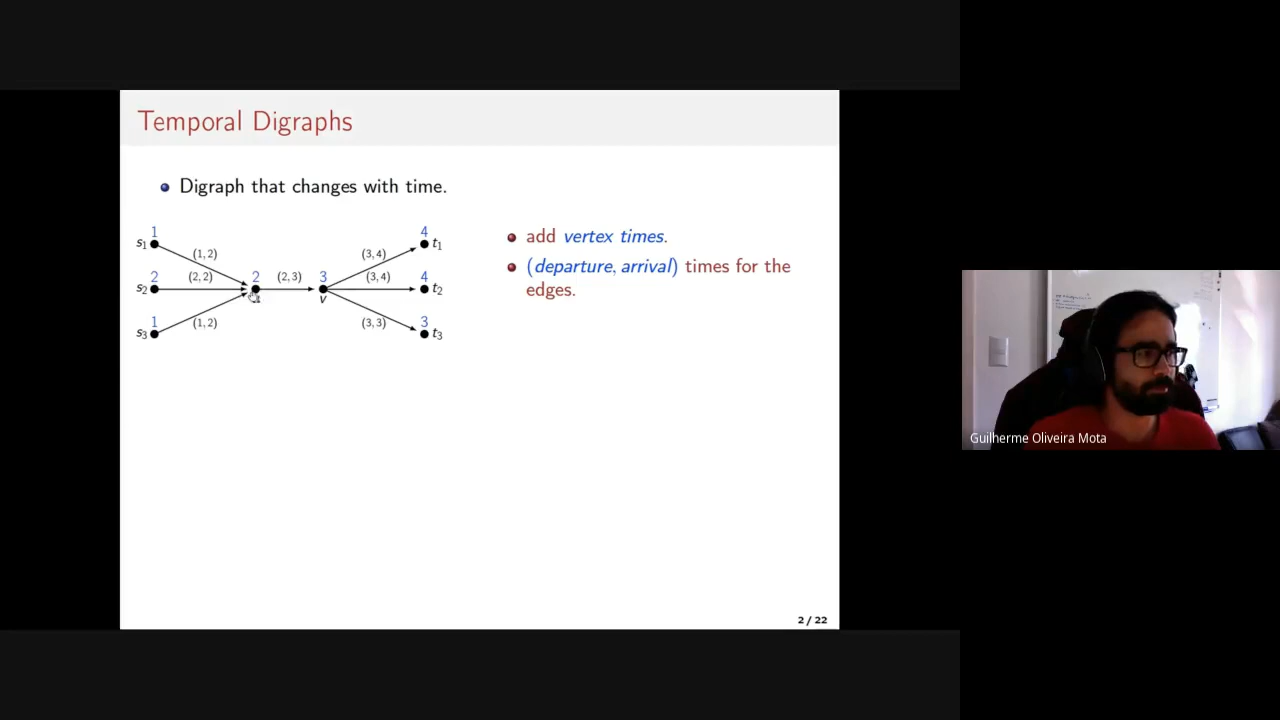 Temporal Digraphs
Digraph that changes with time.
1
s1
(1, 2)
2
s2
(2, 2)
1
s3
(1, 2)
2
(2, 3)
3
v
(3, 4)
4
t1
(3, 4)
4
t2
(3, 3)
3
t3
add vertex times.
(departure, arrival) times for the
edges.
2 / 22
Guilherme Oliveira Mota